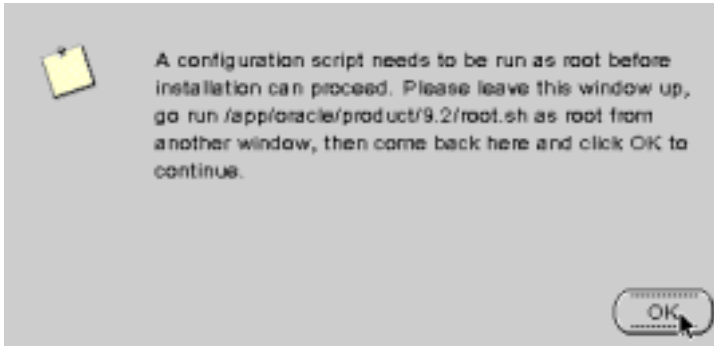 A configuration script needs to be run as root before
installation can proceed. Please leave this window up,
go run /app/oracle/product/9.2/root.sh as root from
another window, then come back here and click OK to
continue.
OK